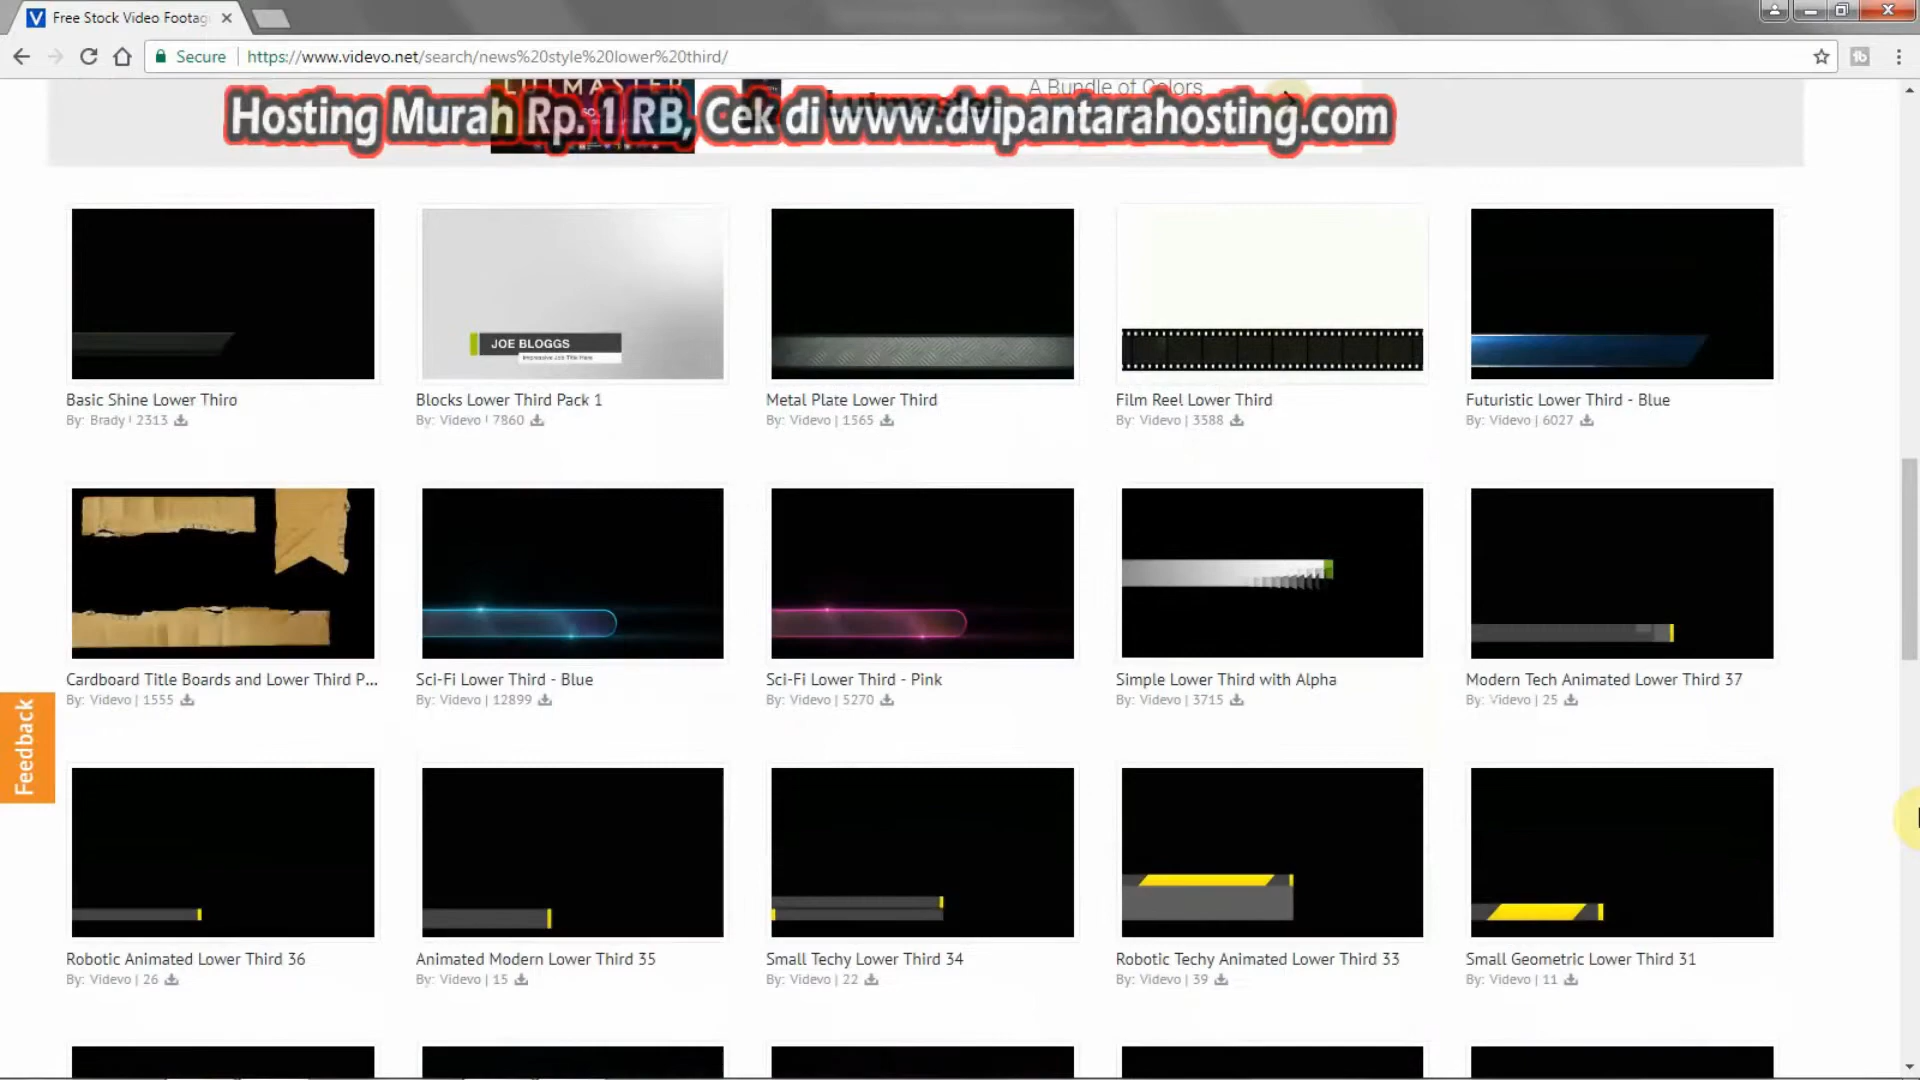 Free Stock Video Footag
Secure https://www.videvo.net/search/news%20style%20lower%20third/
LUTMASTER
A Bundle of Colors
Hosting Murah Rp. 1 RB, Cek di www.dvipantarahosting.com
JOE BLOGGS
Impressive Job Title Here
Basic Shine Lower Third
By: Brady | 2313
Blocks Lower Third Pack 1
By: Videvo | 7860
Metal Plate Lower Third
By: Videvo | 1565
Film Reel Lower Third
By: Videvo | 3588
Futuristic Lower Third - Blue
By: Videvo | 6027
Cardboard Title Boards and Lower Third P...
By: Videvo | 1555
Sci-Fi Lower Third - Blue
By: Videvo | 12899
Sci-Fi Lower Third - Pink
By: Videvo | 5270
Simple Lower Third with Alpha
By: Videvo | 3715
Modern Tech Animated Lower Third 37
By: Videvo | 25
Feedback
Robotic Animated Lower Third 36
By: Videvo | 26
Animated Modern Lower Third 35
By: Videvo | 15
Small Techy Lower Third 34
By: Videvo | 22
Robotic Techy Animated Lower Third 33
By: Videvo | 39
Small Geometric Lower Third 31
By: Videvo | 11